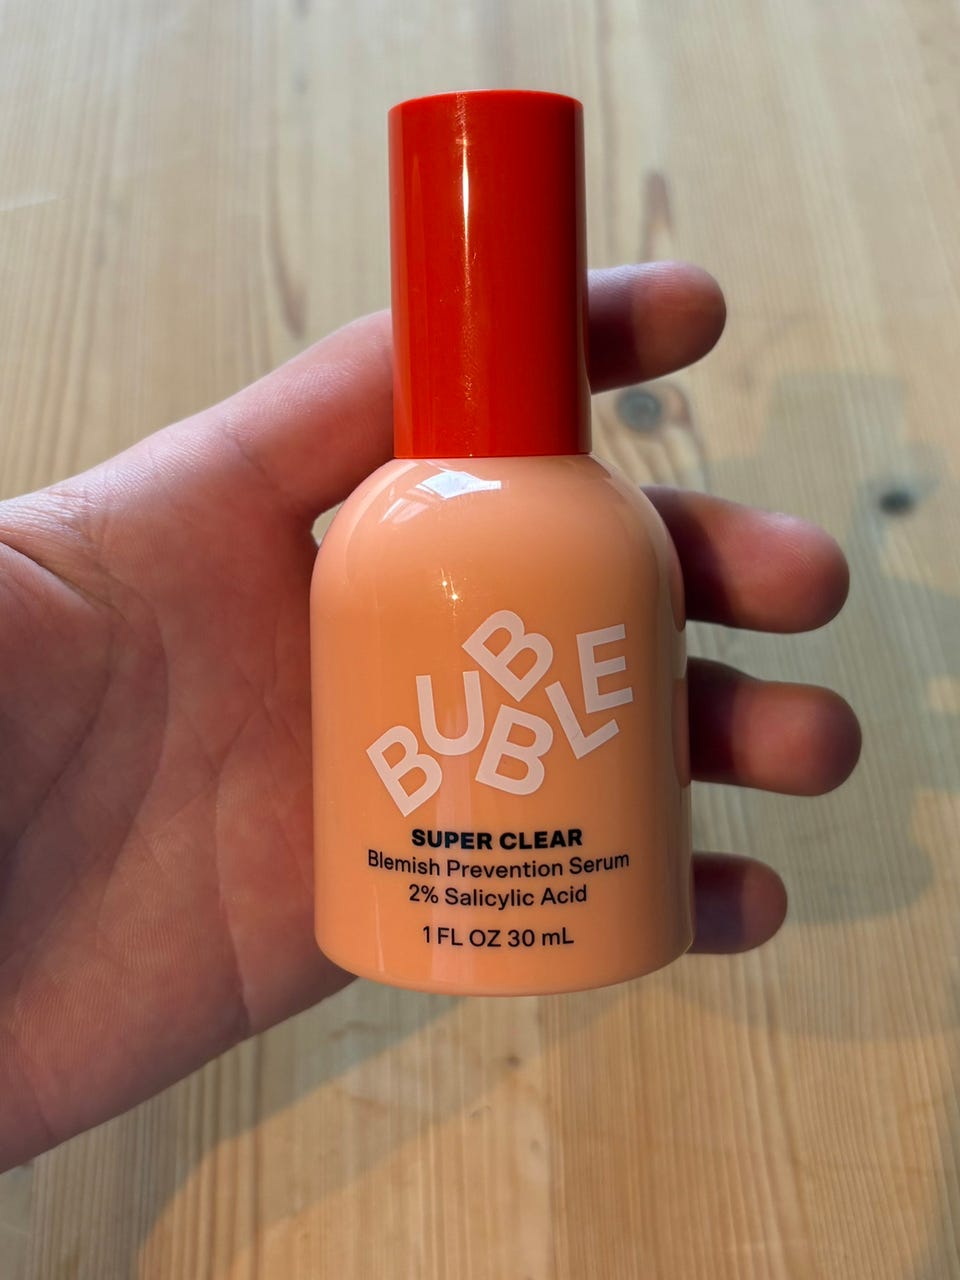 BUBBLE
SUPER CLEAR
Blemish Prevention Serum
2% Salicylic Acid
1 FL OZ 30 mL